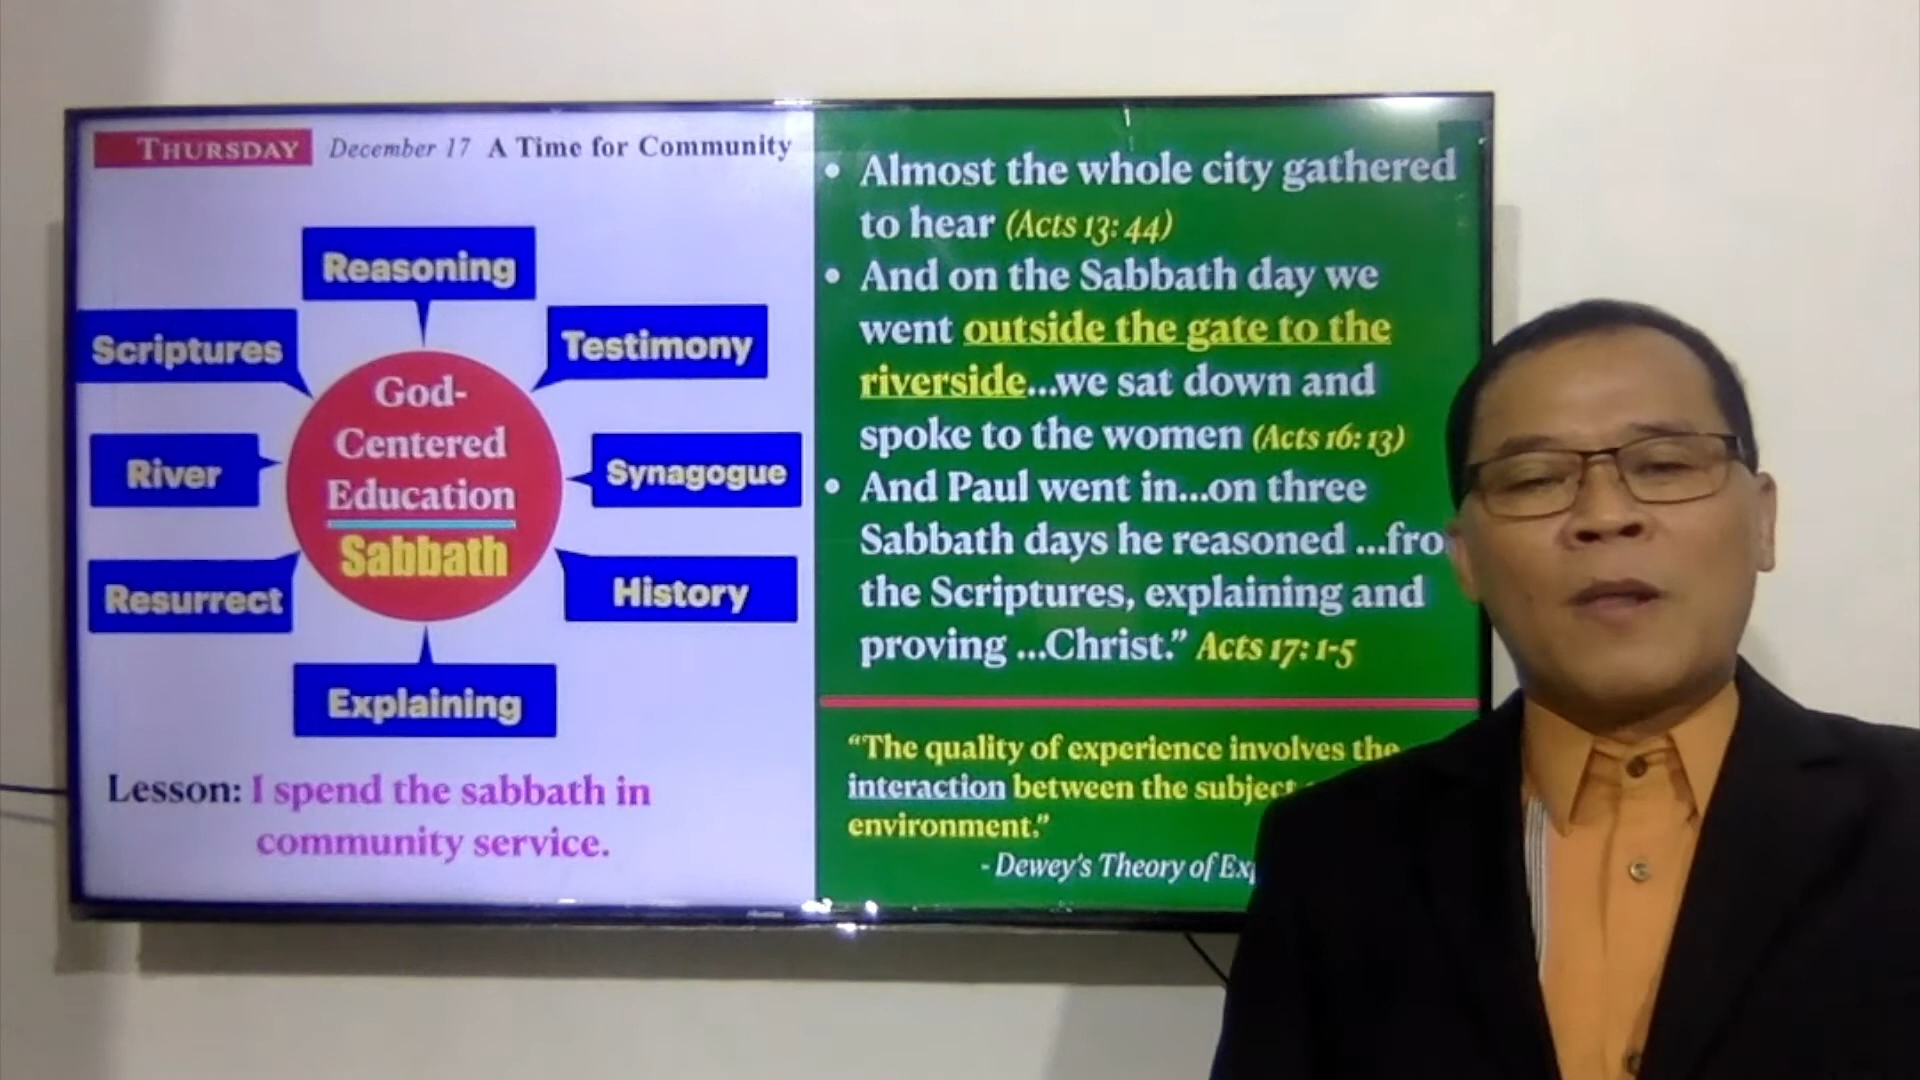 THURSDAY December 17 A Time for Community
Reasoning
Scriptures
Testimony
God-
Centered
Education
Sabbath
River
Synagogue
Resurrect
History
Explaining
Lesson: I spend the sabbath in
community service.
• Almost the whole city gathered
to hear (Acts 13: 44)
• And on the Sabbath day we
went outside the gate to the
riverside...we sat down and
spoke to the women (Acts 16: 13)
• And Paul went in...on three
Sabbath days he reasoned ...fro
the Scriptures, explaining and
proving ...Christ.” Acts 17: 1-5
“The quality of experience involves the
interaction between the subject
environment.”
- Dewey's Theory of